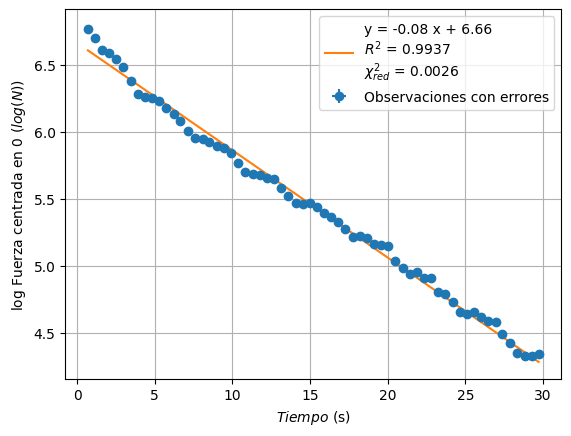 y = -0.08 x + 6.66
R² = 0.9937
χ²red = 0.0026
Observaciones con errores
log Fuerza centrada en 0 (log(N))
6.5
6.0
5.5
5.0
4.5
0 5 10 15 20 25 30
Tiempo (s)